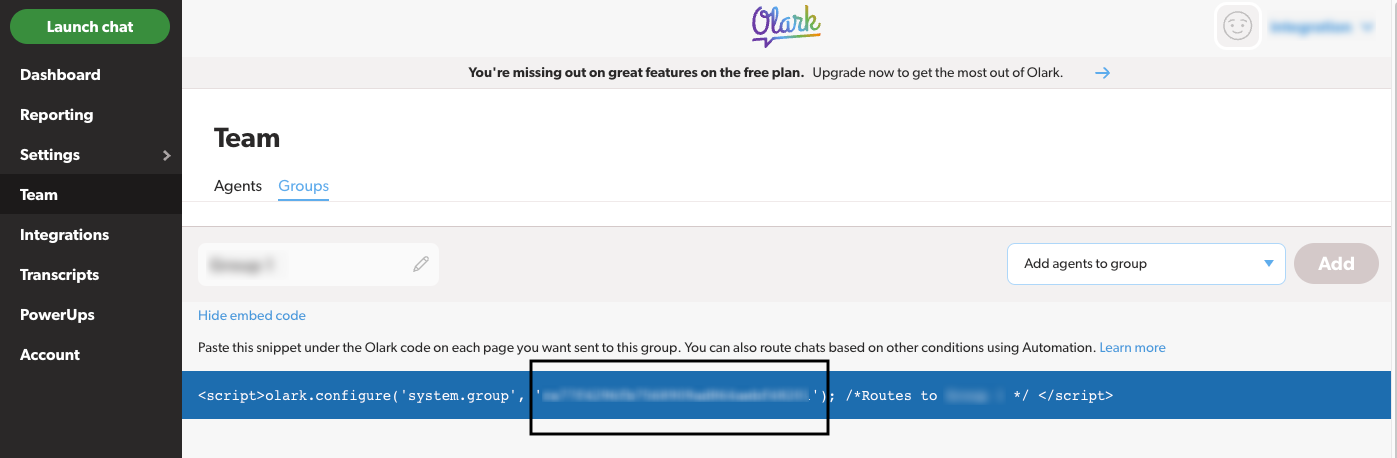 Launch chat
Dashboard
Reporting
Settings
Team
Integrations
Transcripts
PowerUps
Account
Olark
You're missing out on great features on the free plan. Upgrade now to get the most out of Olark.
Team
Agents Groups
Add agents to group Add
Hide embed code
Paste this snippet under the Olark code on each page you want sent to this group. You can also route chats based on other conditions using Automation. Learn more
<script>olark.configure('system.group', ' '); /*Routes to */ </script>